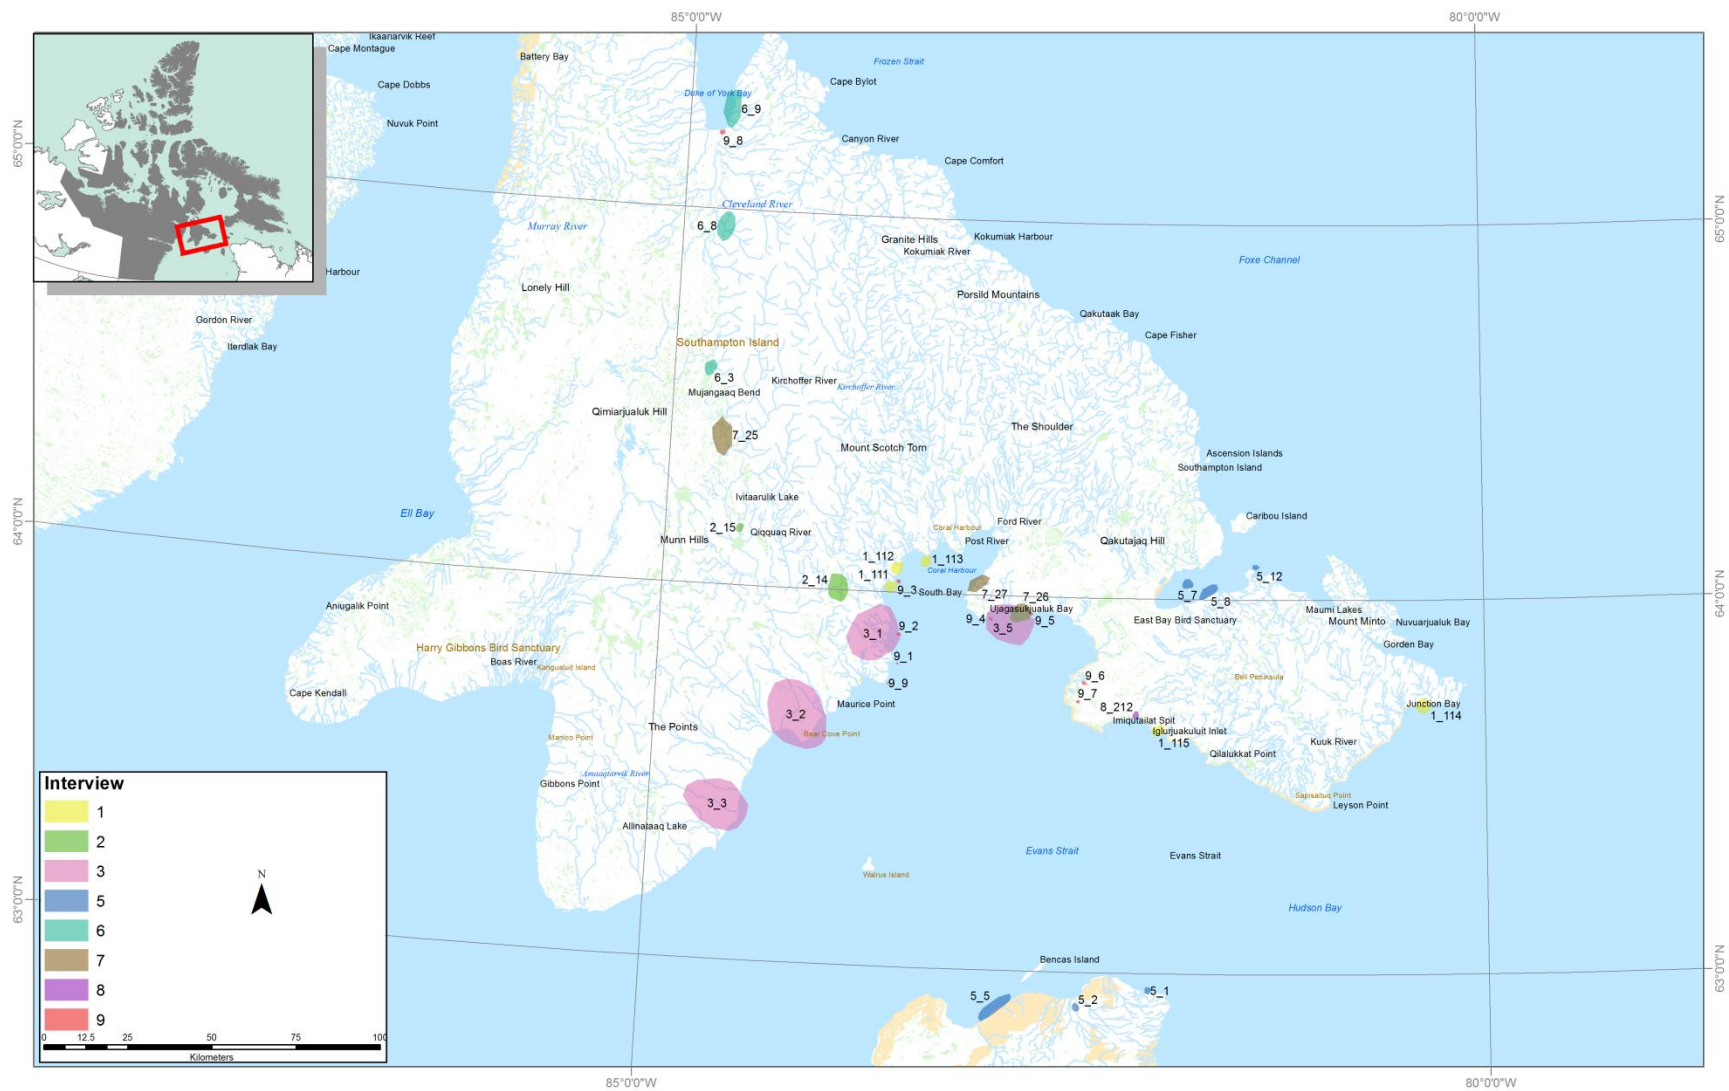 85°0'0"W
80°0'0"W
Ikaariarvik Reef
Cape Montague
Battery Bay
Frozen Strait
Cape Dobbs
Duke of York Bay
Cape Bylot
6_9
Nuvuk Point
9_8
Canyon River
65°0'0"N
Cape Comfort
Cleveland River
6_8
Murray River
65°0'0"N
Granite Hills
Kokumiak Harbour
Kokumiak River
Foxe Channel
Harbour
Lonely Hill
Porsild Mountains
Gordon River
Qakutaak Bay
Iterdlak Bay
Cape Fisher
Southampton Island
6_3
Kirchoffer River
Kirchoffer River
Mujangaaq Bend
Qimiarjualuk Hill
7_25
The Shoulder
Mount Scotch Tom
Ascension Islands
Southampton Island
Ivitaarulik Lake
64°0'0"N
Ell Bay
2_15
Qiqquaq River
Coral Harbour
Ford River
Caribou Island
Munn Hills
Post River
Qakutajaq Hill
1_112
1_113
1_111
Coral Harbour
5_12
2_14
9_3
South Bay
7_27
7_26
5_7
5_8
64°0'0"N
Aniugalik Point
Ujagasukjualuk Bay
Maumi Lakes
9_4
9_5
East Bay Bird Sanctuary
Mount Minto
Nuvuarjualuk Bay
3_1
9_2
3_5
Harry Gibbons Bird Sanctuary
9_1
Gorden Bay
Boas River
Kangualuit Island
9_9
9_6
Bell Peninsula
Cape Kendall
9_7
Maurice Point
8_212
Junction Bay
3_2
Imiqutailat Spit
1_114
The Points
Bear Cove Point
Iglurjuakuluit Inlet
Manico Point
1_115
Kuuk River
Qilalukkat Point
Amaaqtarvik River
Gibbons Point
3_3
Sapisaituq Point
Leyson Point
Allinataaq Lake
Evans Strait
Evans Strait
Walrus Island
63°0'0"N
Hudson Bay
Bencas Island
63°0'0"N
5_5
5_2
5_1
Interview
1
2
3
5
6
7
8
9
N
0 12.5 25 50 75 100
Kilometers
85°0'0"W
80°0'0"W